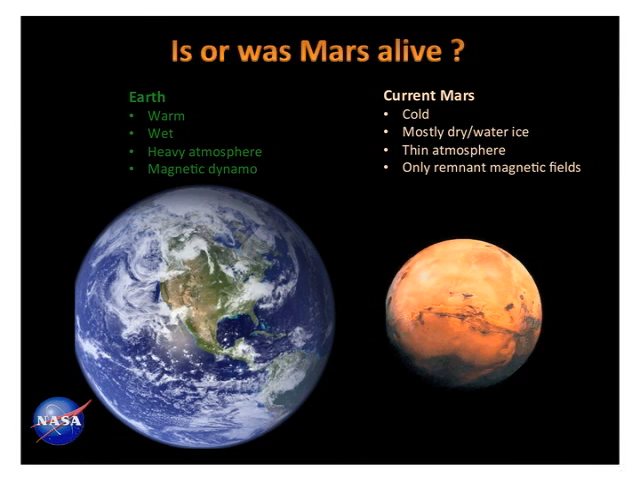 Is or was Mars alive ?
Earth
• Warm
• Wet
• Heavy atmosphere
• Magnetic dynamo
Current Mars
• Cold
• Mostly dry/water ice
• Thin atmosphere
• Only remnant magnetic fields
NASA